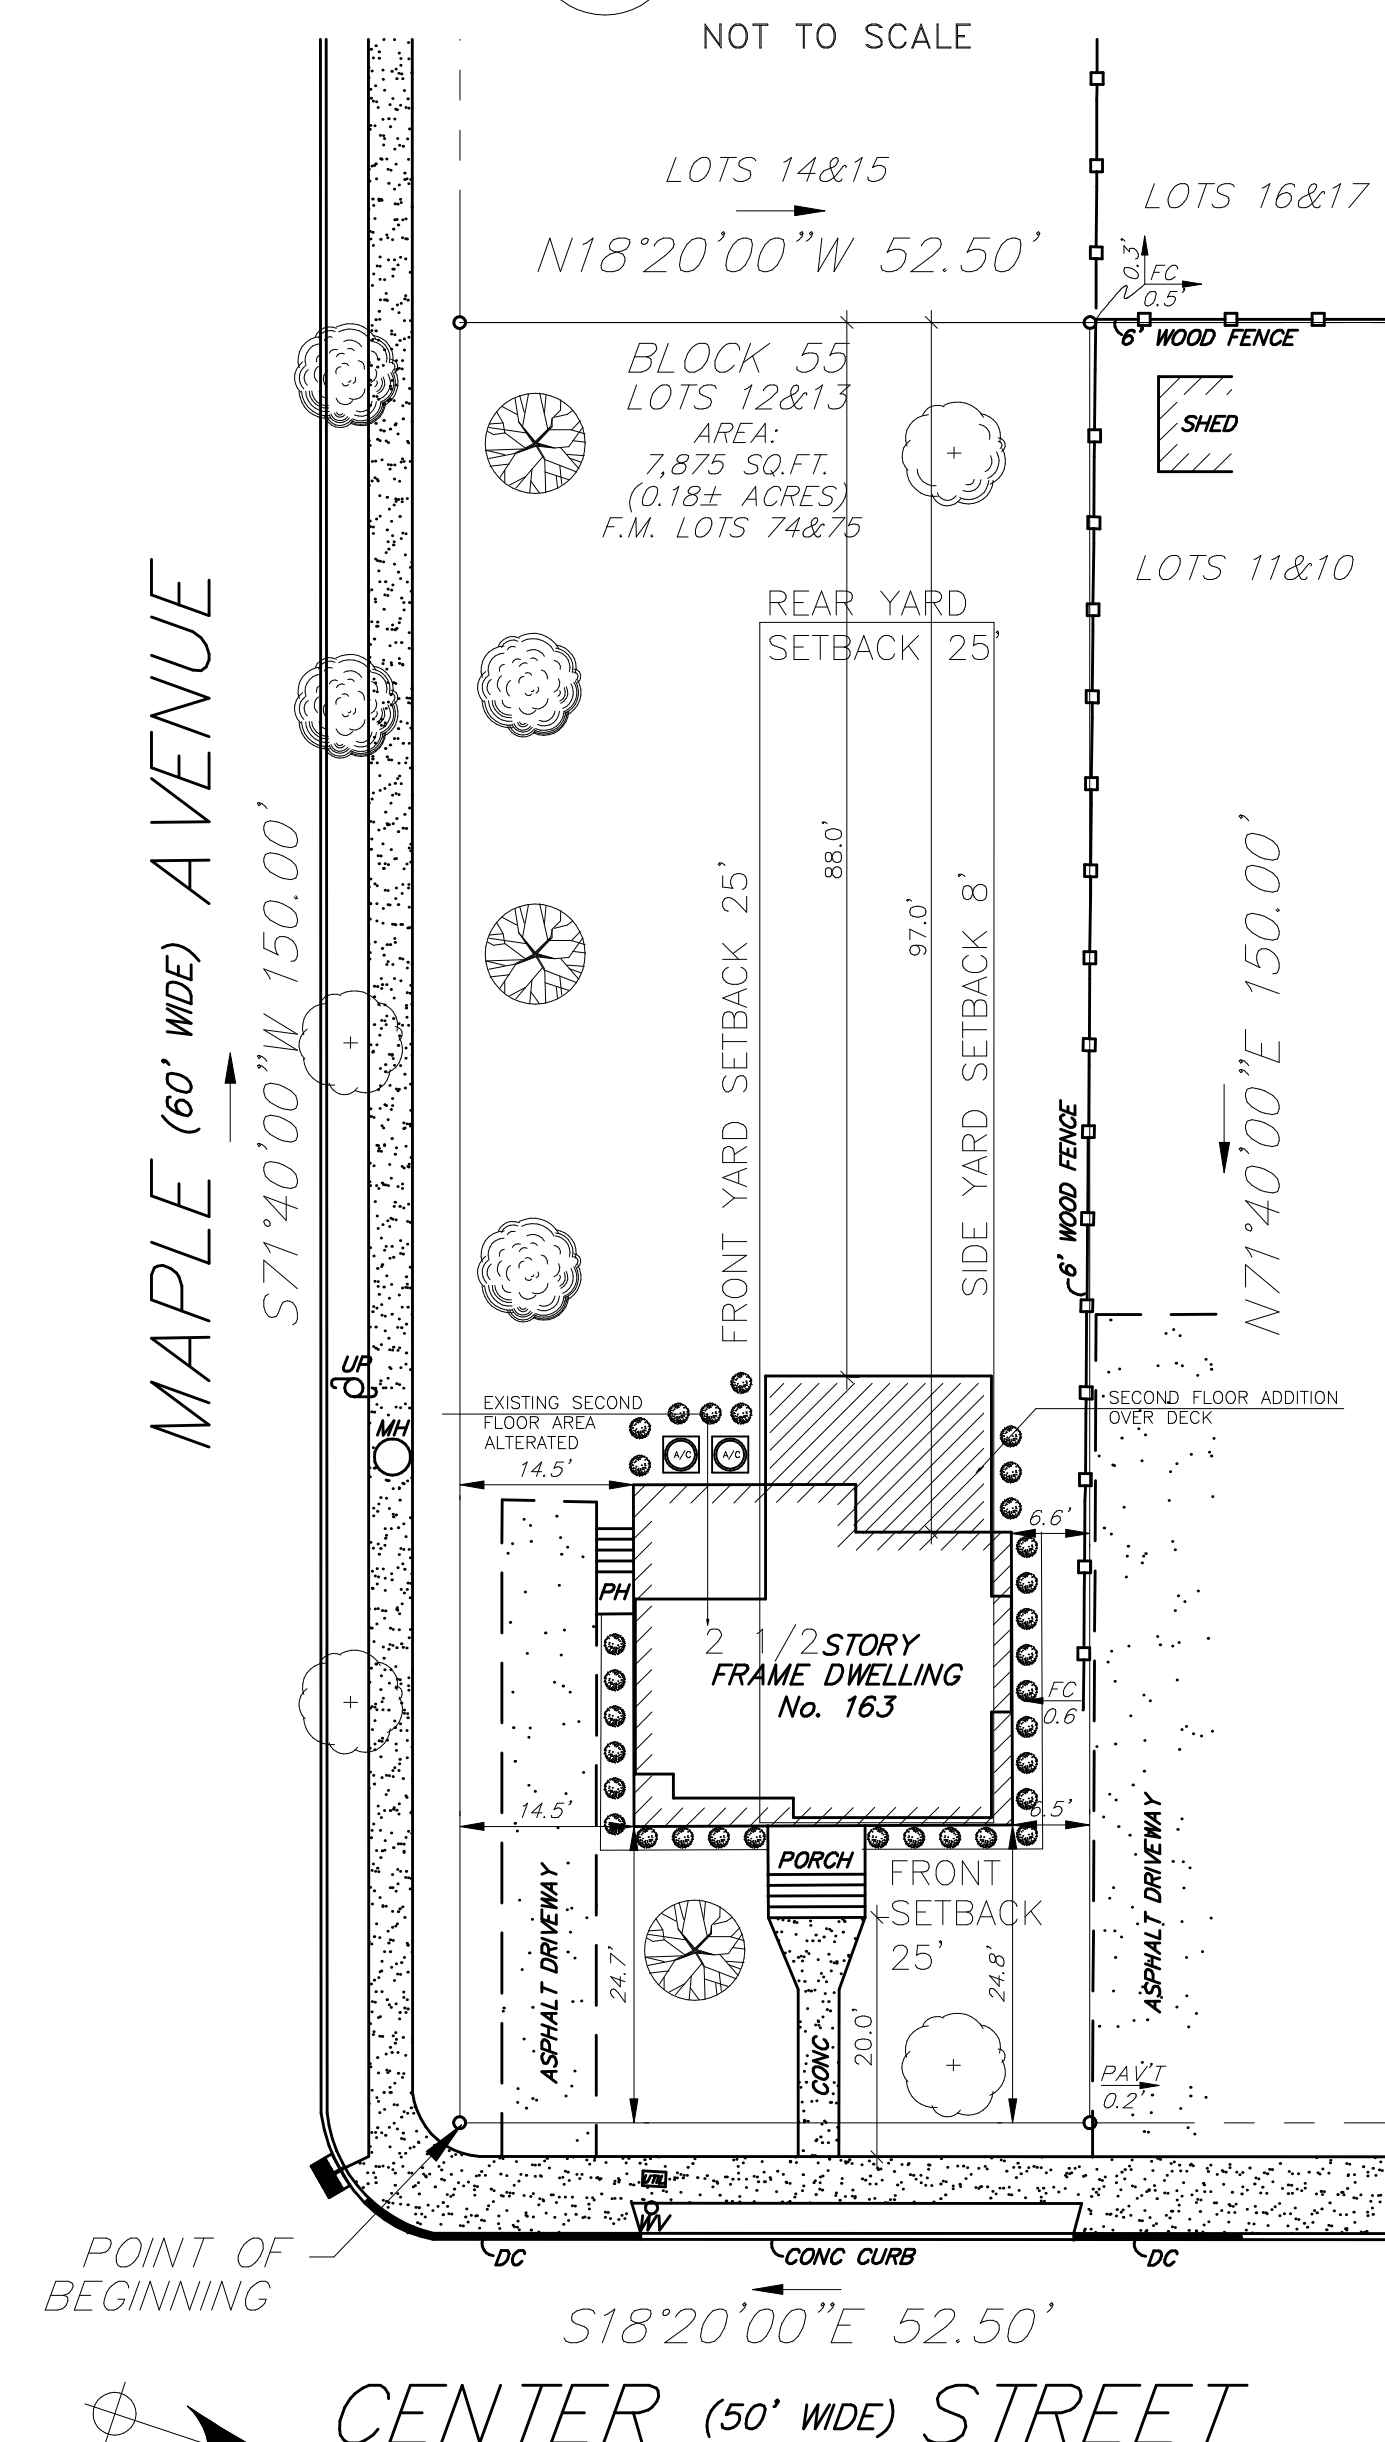 NOT TO SCALE
LOTS 14&15
LOTS 16&17
N18°20'00"W 52.50'
0.3'
FC
0.5'
6' WOOD FENCE
BLOCK 55
LOTS 12&13
AREA:
7,875 SQ.FT.
(0.18± ACRES)
F.M. LOTS 74&75
SHED
LOTS 11&10
REAR YARD
SETBACK 25'
MAPLE (60' WIDE) AVENUE
S71°40'00"W 150.00'
FRONT YARD SETBACK 25'
88.0'
97.0'
SIDE YARD SETBACK 8'
6' WOOD FENCE
N71°40'00"E 150.00'
UP
MH
EXISTING SECOND
FLOOR AREA
ALTERATED
A/C
A/C
SECOND FLOOR ADDITION
OVER DECK
14.5'
6.6'
PH
2 1/2 STORY
FRAME DWELLING
No. 163
FC
0.6
14.5'
6.5'
PORCH
FRONT
SETBACK
25'
ASPHALT DRIVEWAY
24.7'
CONC
20.0'
24.8'
ASPHALT DRIVEWAY
PAV'T
0.2'
UTIL
WV
POINT OF
BEGINNING
DC
CONC CURB
DC
S18°20'00"E 52.50'
CENTER (50' WIDE) STREET